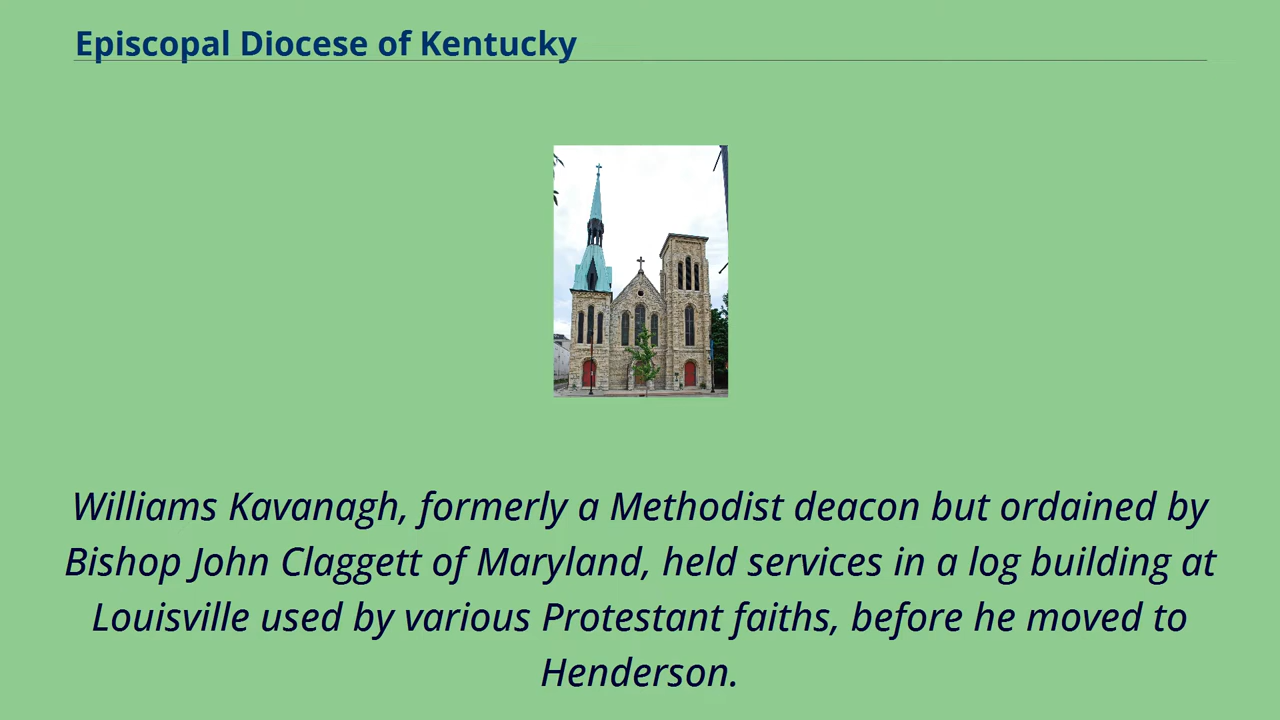 Episcopal Diocese of Kentucky
Williams Kavanagh, formerly a Methodist deacon but ordained by
Bishop John Claggett of Maryland, held services in a log building at
Louisville used by various Protestant faiths, before he moved to
Henderson.